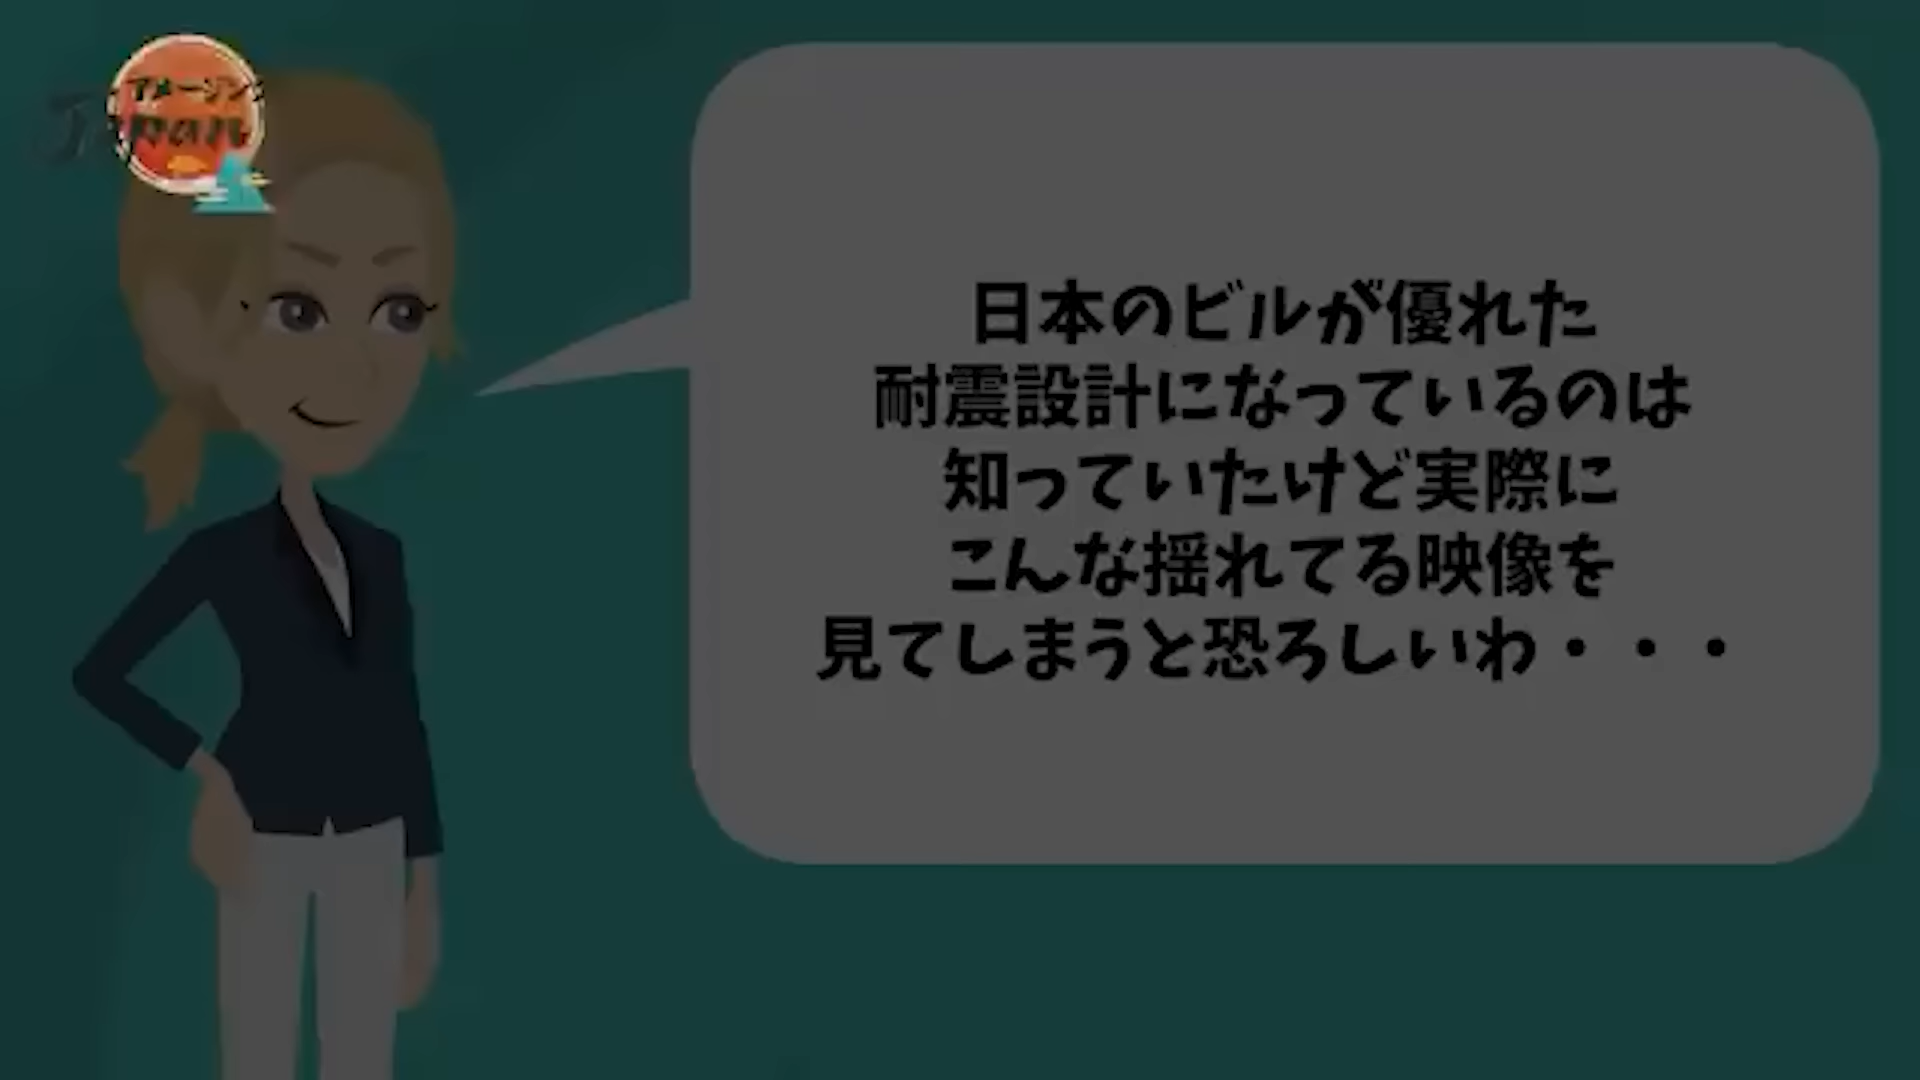 アメージング
日本のビルが優れた
耐震設計になっているのは
知っていたけど実際に
こんな揺れてる映像を
見てしまうと恐ろしいわ・・・